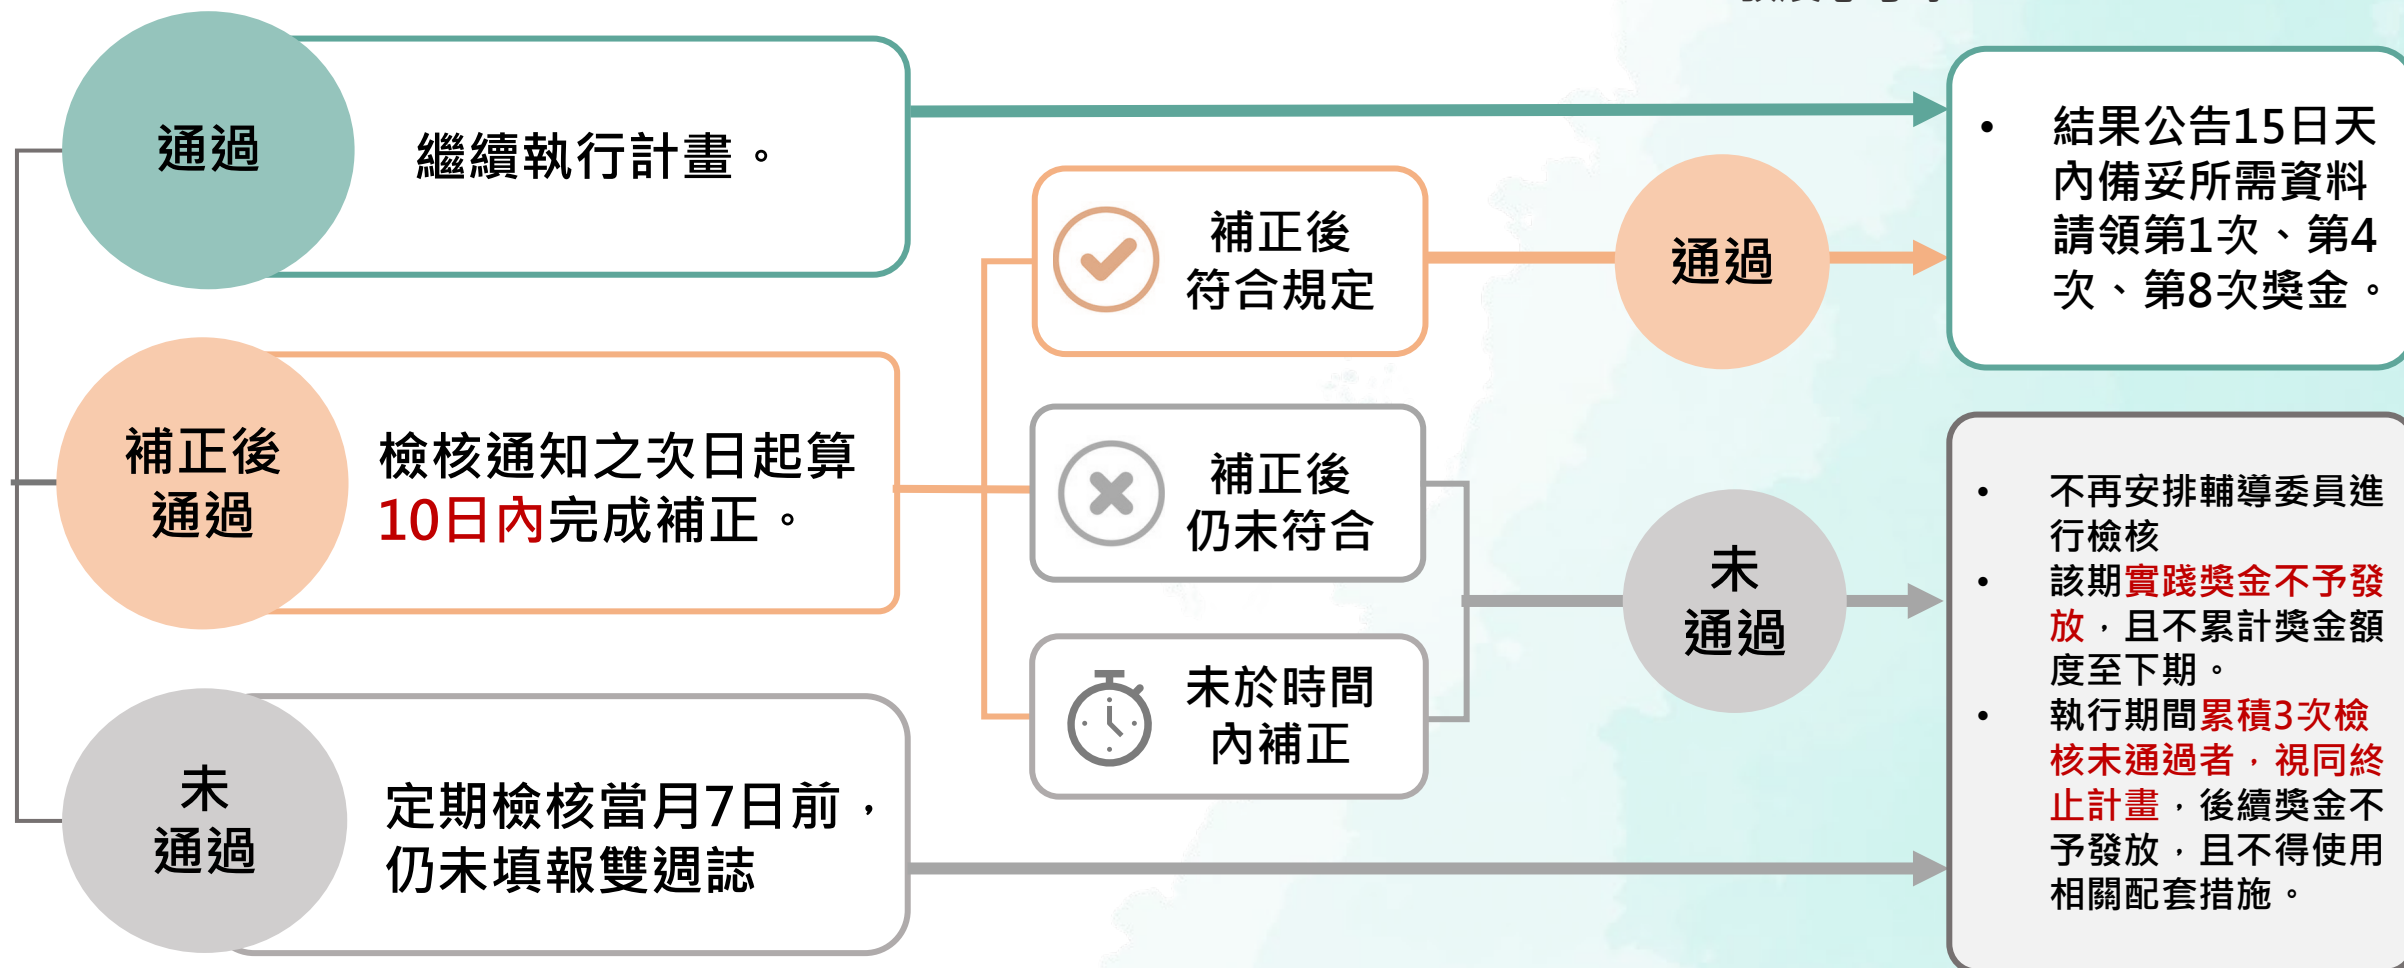 通過
繼續執行計畫。
補正後
通過
檢核通知之次日起算
10日內完成補正。
未
通過
定期檢核當月7日前，
仍未填報雙週誌
補正後
符合規定
補正後
仍未符合
未於時間
內補正
通過
未
通過
• 結果公告15日天
內備妥所需資料
請領第1次、第4
次、第8次獎金。
• 不再安排輔導委員進
行檢核
• 該期實踐獎金不予發
放，且不累計獎金額
度至下期。
• 執行期間累積3次檢
核未通過者，視同終
止計畫，後續獎金不
予發放，且不得使用
相關配套措施。